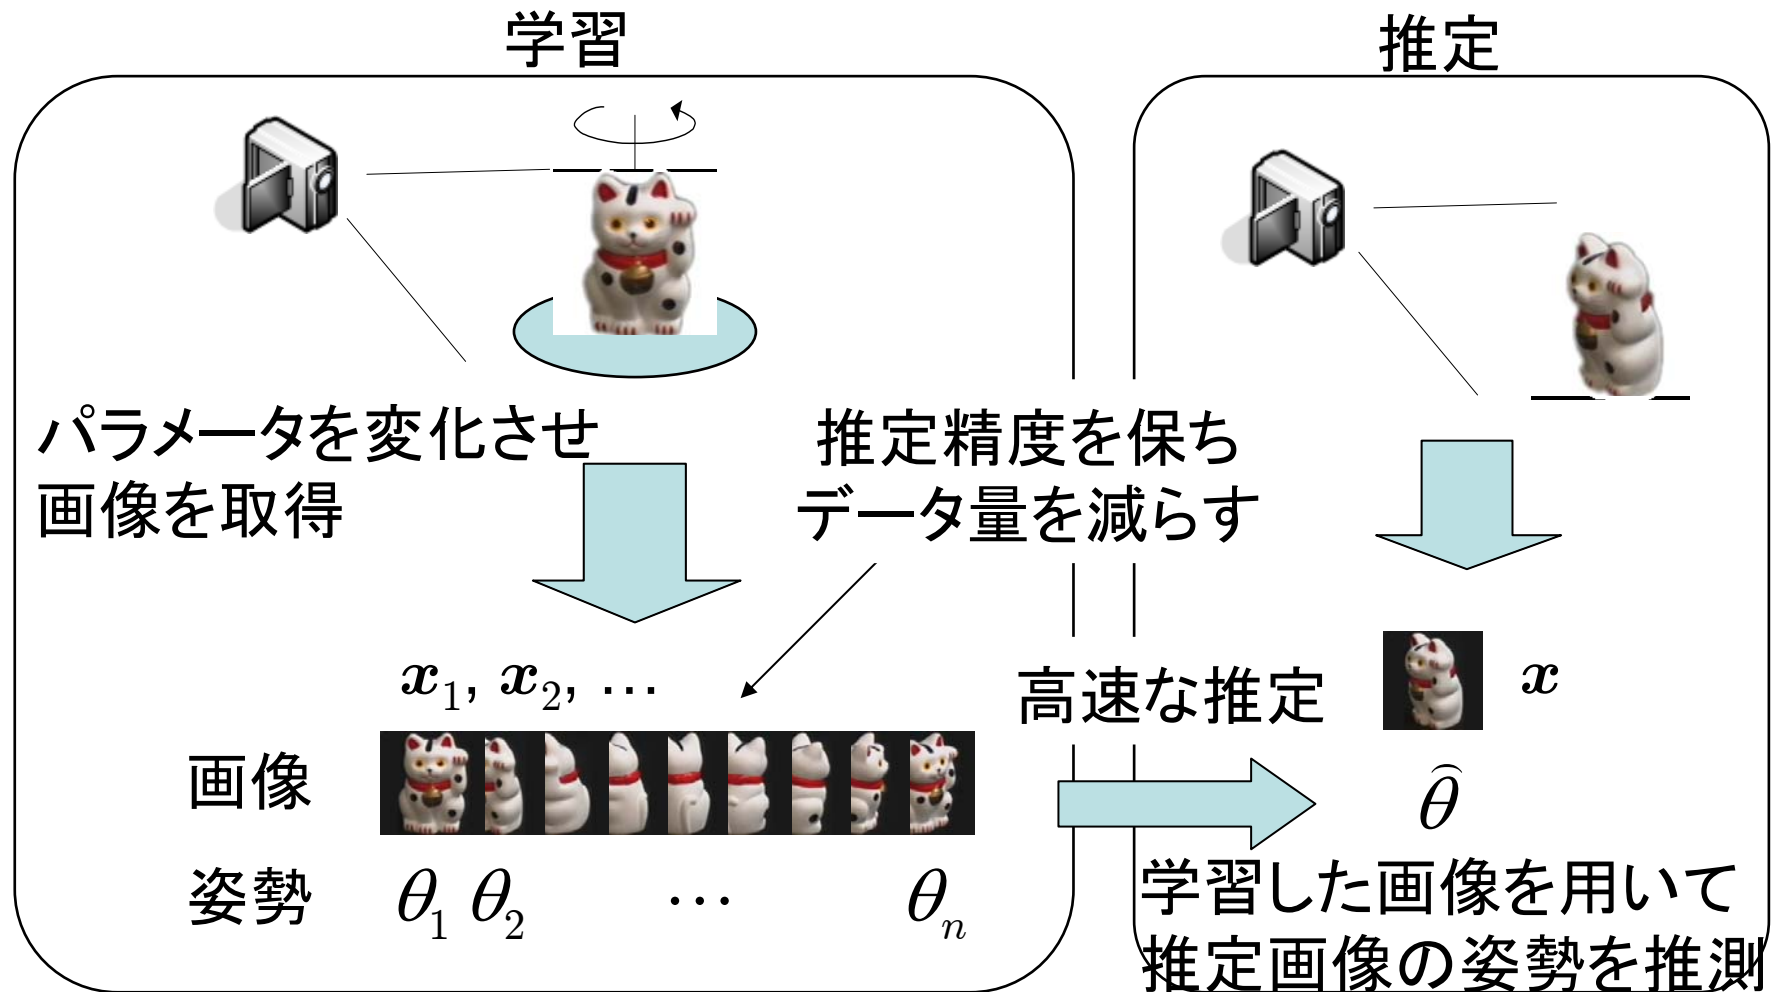 学習
パラメータを変化させ
画像を取得
推定精度を保ち
データ量を減らす
x₁, x₂, …
画像
姿勢 θ₁ θ₂ … θₙ
高速な推定
推定
x
θ̂
学習した画像を用いて
推定画像の姿勢を推測